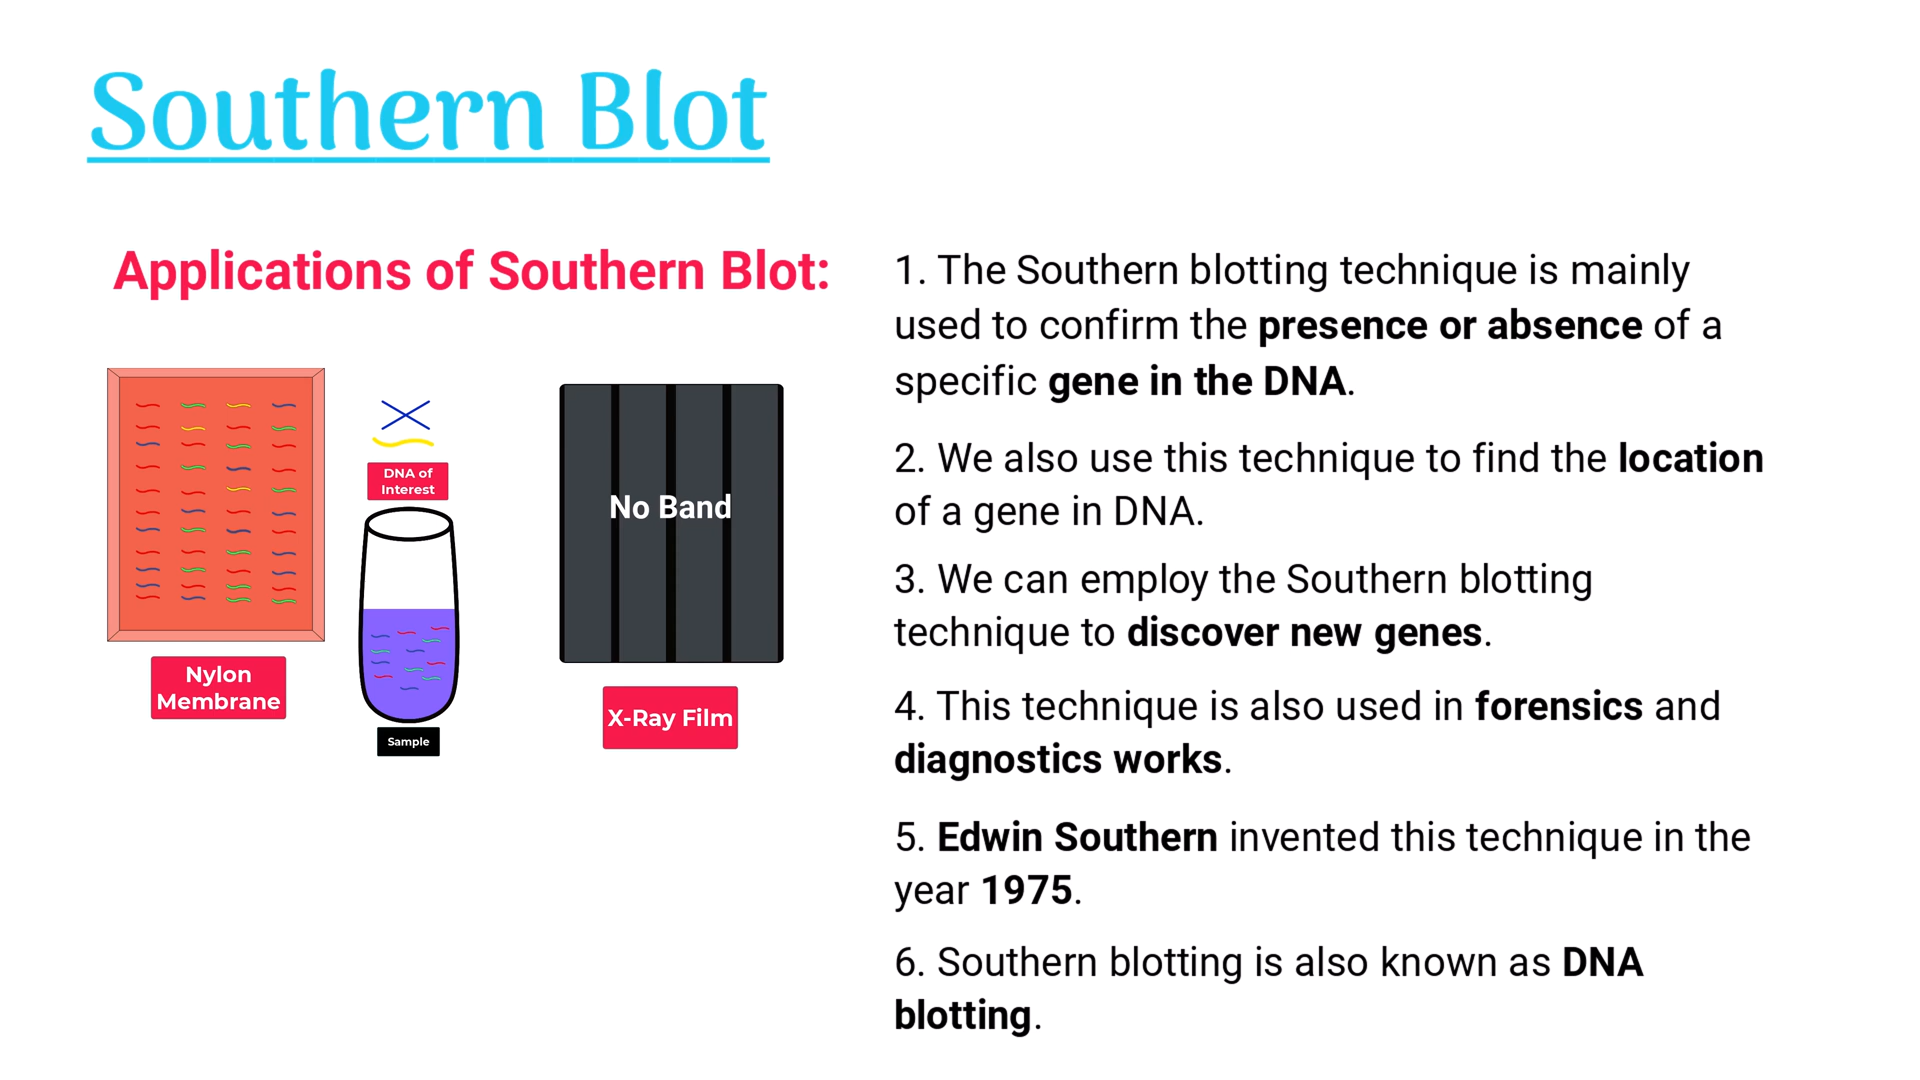 Southern Blot
Applications of Southern Blot:
DNA of
Interest
No Band
Nylon
Membrane
X-Ray Film
Sample
1. The Southern blotting technique is mainly
used to confirm the presence or absence of a
specific gene in the DNA.
2. We also use this technique to find the location
of a gene in DNA.
3. We can employ the Southern blotting
technique to discover new genes.
4. This technique is also used in forensics and
diagnostics works.
5. Edwin Southern invented this technique in the
year 1975.
6. Southern blotting is also known as DNA
blotting.